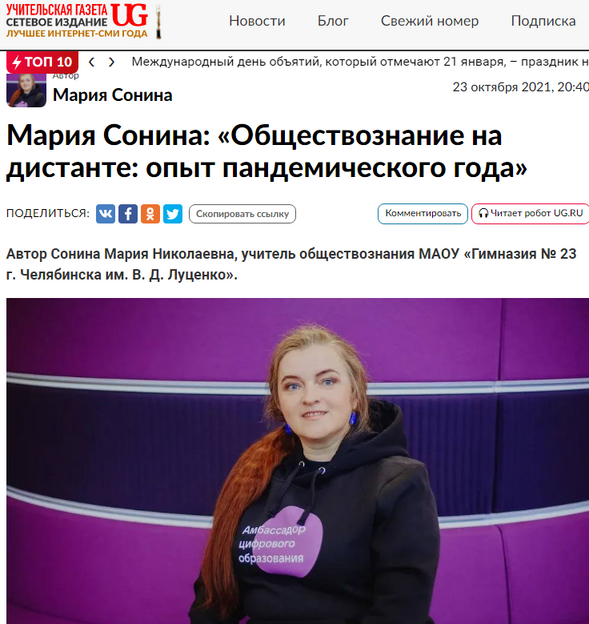 УЧИТЕЛЬСКАЯ ГАЗЕТА
СЕТЕВОЕ ИЗДАНИЕ
ЛУЧШЕЕ ИНТЕРНЕТ-СМИ ГОДА
UG
Новости Блог Свежий номер Подписка
ТОП 10 Международный день объятий, который отмечают 21 января, – праздник н
Автор
Мария Сонина
23 октября 2021, 20:40
Мария Сонина: «Обществознание на
дистанте: опыт пандемического года»
ПОДЕЛИТЬСЯ: Скопировать ссылку Комментировать Читает робот UG.RU
Автор Сонина Мария Николаевна, учитель обществознания МАОУ «Гимназия № 23
г. Челябинска им. В. Д. Луценко».
Амбассадор
цифрового
образования